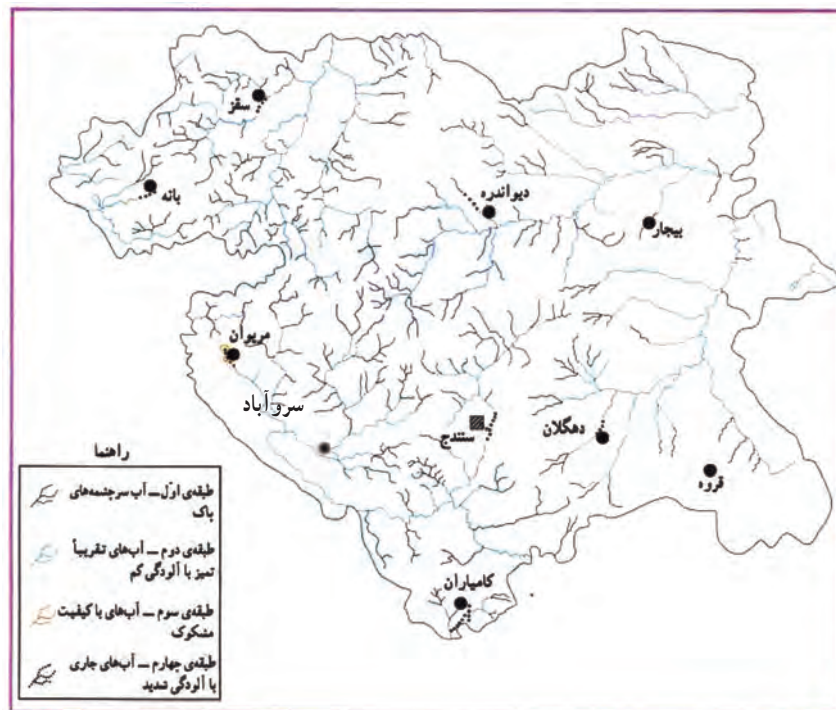 سقز
بانه
دیواندره
بیجار
مریوان
سرو آباد
سنندج
دهگلان
قروه
کامیاران
راهنما
طبقه‌ی اوّل — آب سرچشمه‌های
پاک
طبقه‌ی دوم — آب‌های تقریباً
تمیز با آلودگی کم
طبقه‌ی سوم — آب‌های با کیفیت
مشکوک
طبقه‌ی چهارم — آب‌های جاری
با آلودگی شدید